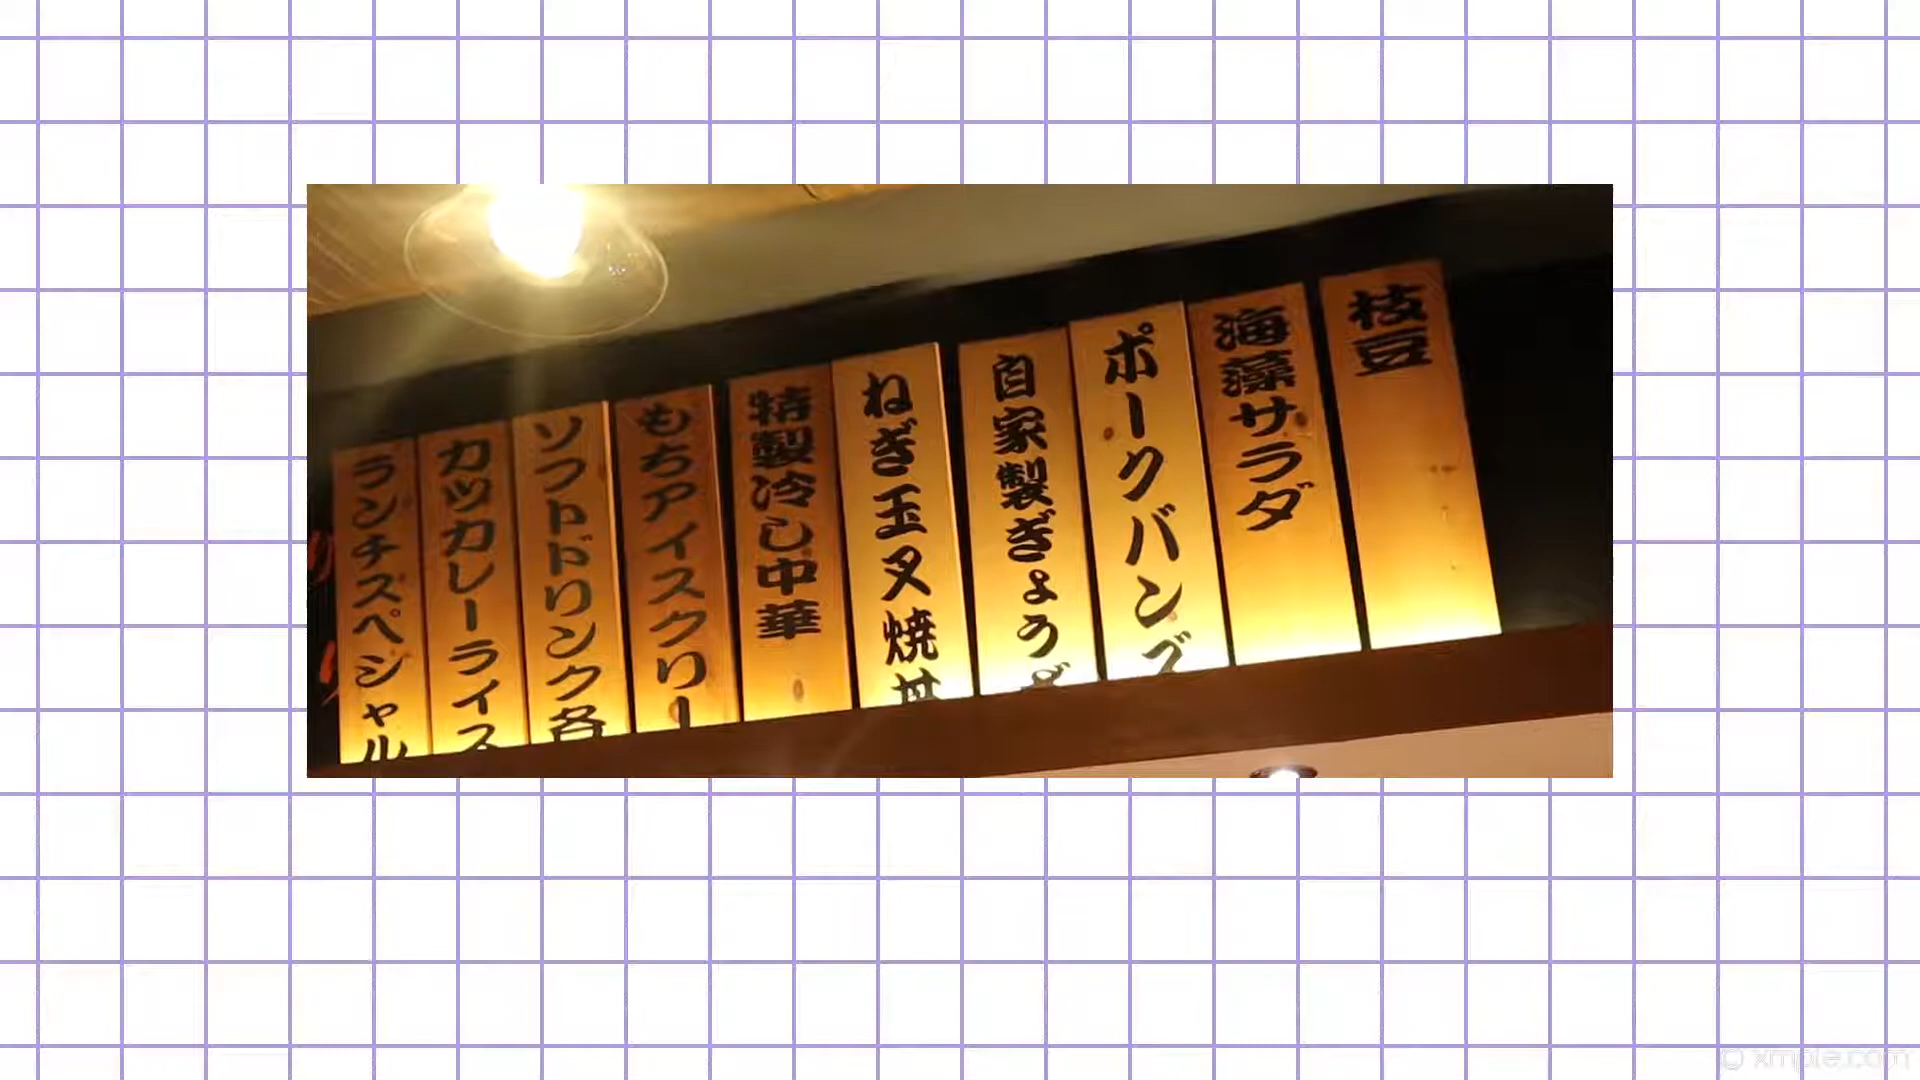 枝豆
海藻サラダ
ポークバンズ
自家製ぎょうざ
ねぎ玉叉焼丼
特製冷し中華
もちアイスクリー
ソフトドリンク各
カツカレーライス
ランチスペシャル
© xmple.com